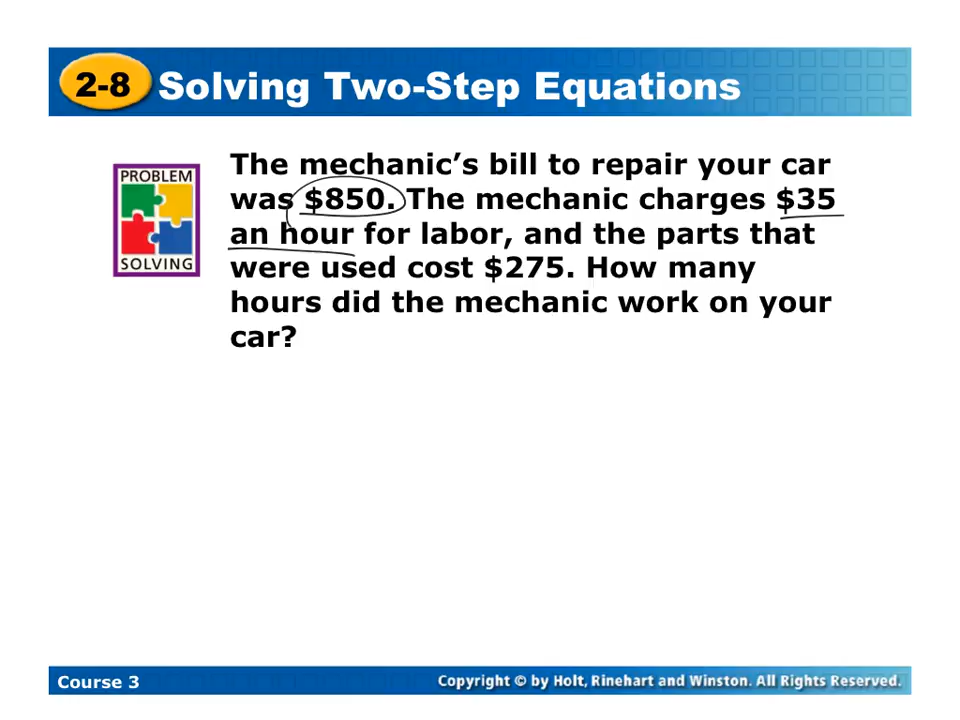 2-8 Solving Two-Step Equations
PROBLEM
SOLVING
The mechanic’s bill to repair your car
was $850. The mechanic charges $35
an hour for labor, and the parts that
were used cost $275. How many
hours did the mechanic work on your
car?
Course 3
Copyright © by Holt, Rinehart and Winston. All Rights Reserved.